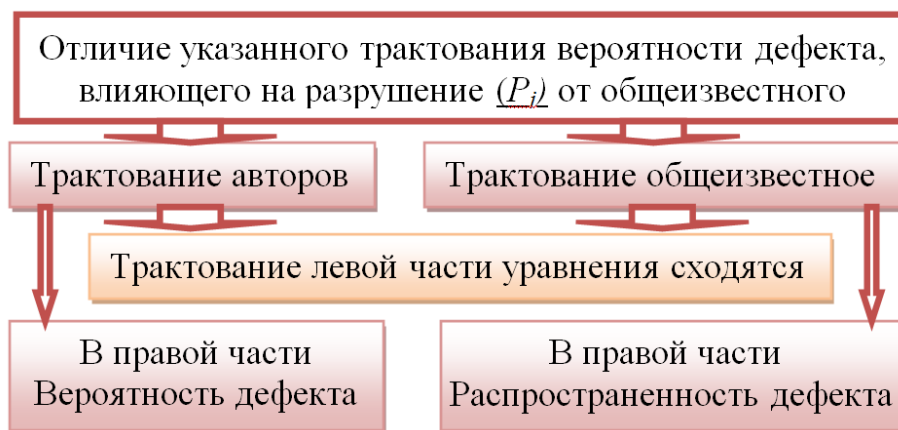 Отличие указанного трактования вероятности дефекта,
влияющего на разрушение (P_i) от общеизвестного
Трактование авторов
Трактование общеизвестное
Трактование левой части уравнения сходятся
В правой части
Вероятность дефекта
В правой части
Распространенность дефекта